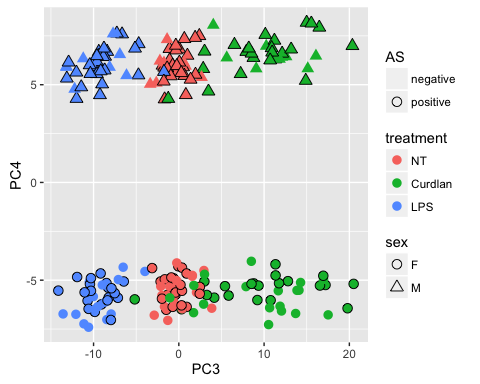 PC4
5
0
-5
-10
0
10
20
PC3
AS
negative
positive
treatment
NT
Curdlan
LPS
sex
F
M